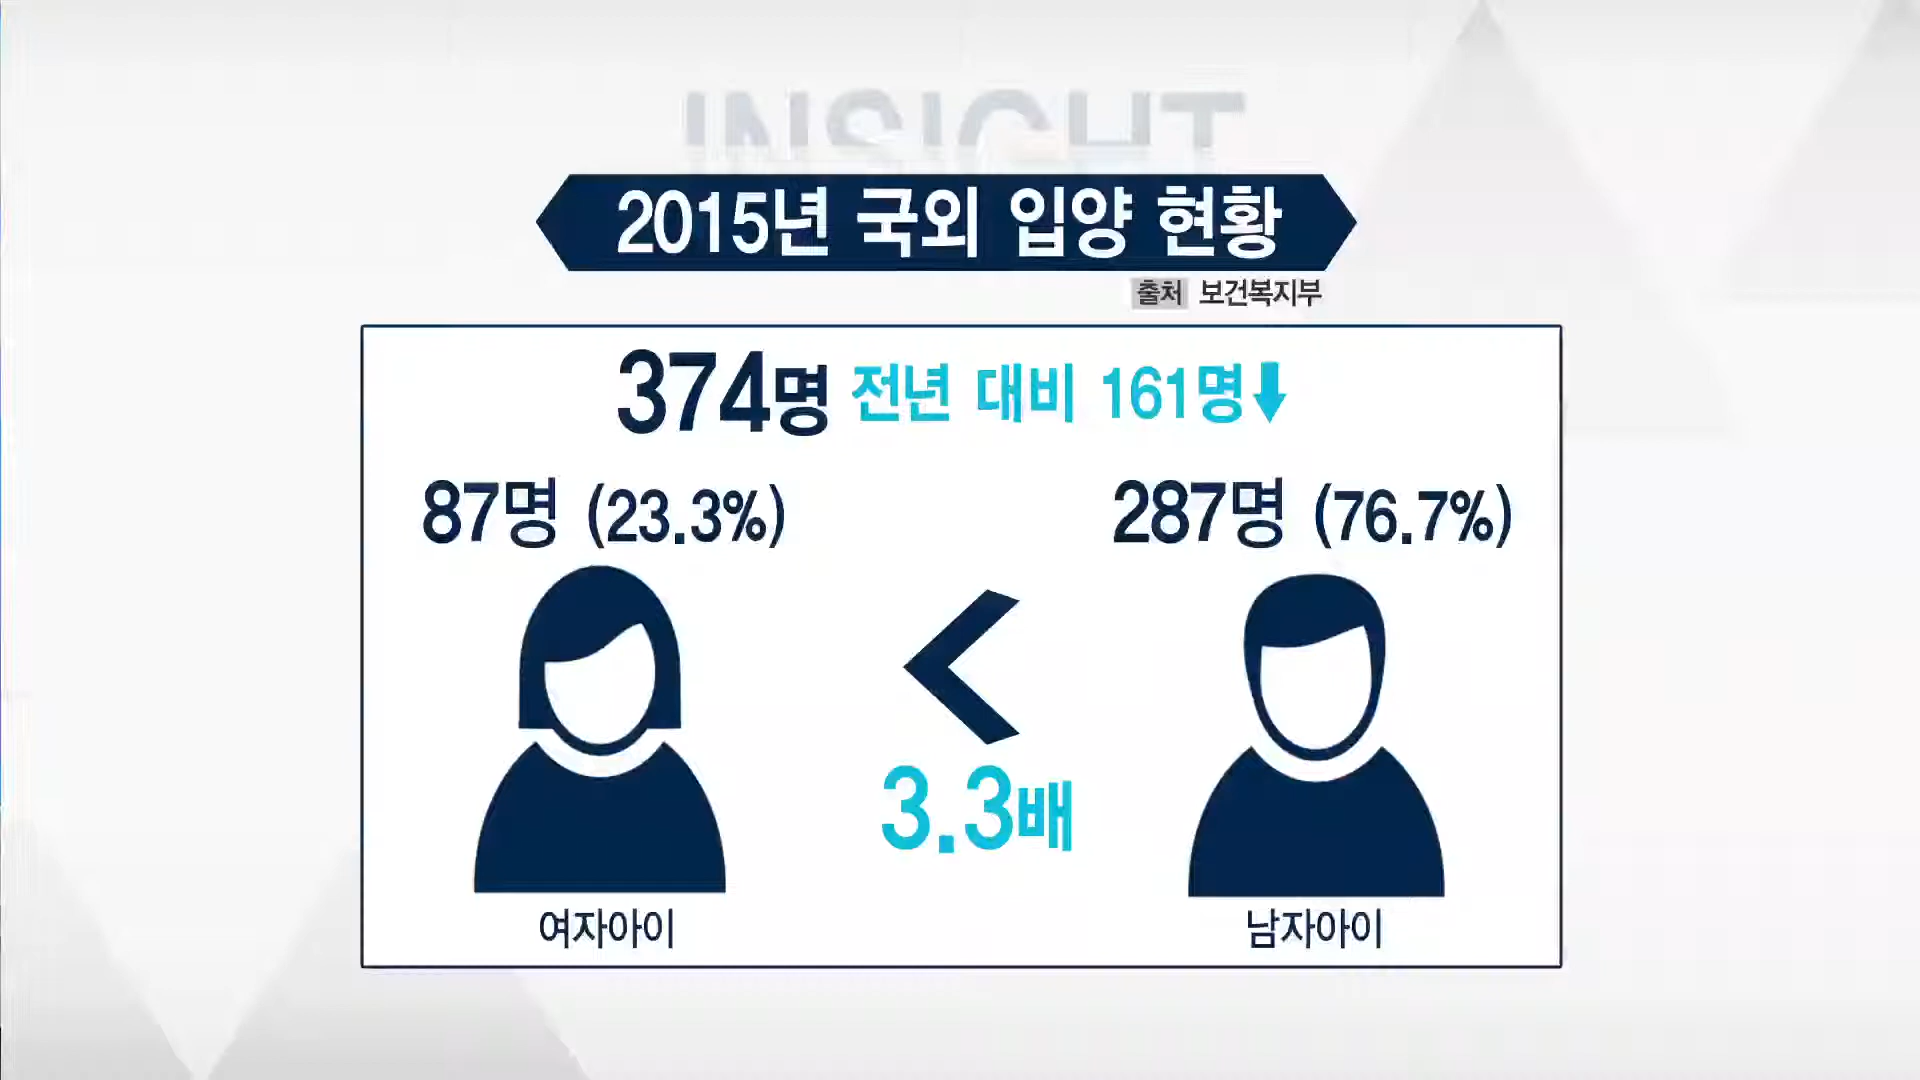 INSIGHT
2015년 국외 입양 현황
출처 보건복지부
374명 전년 대비 161명⬇
87명 (23.3%)
287명 (76.7%)
<
3.3배
여자아이
남자아이